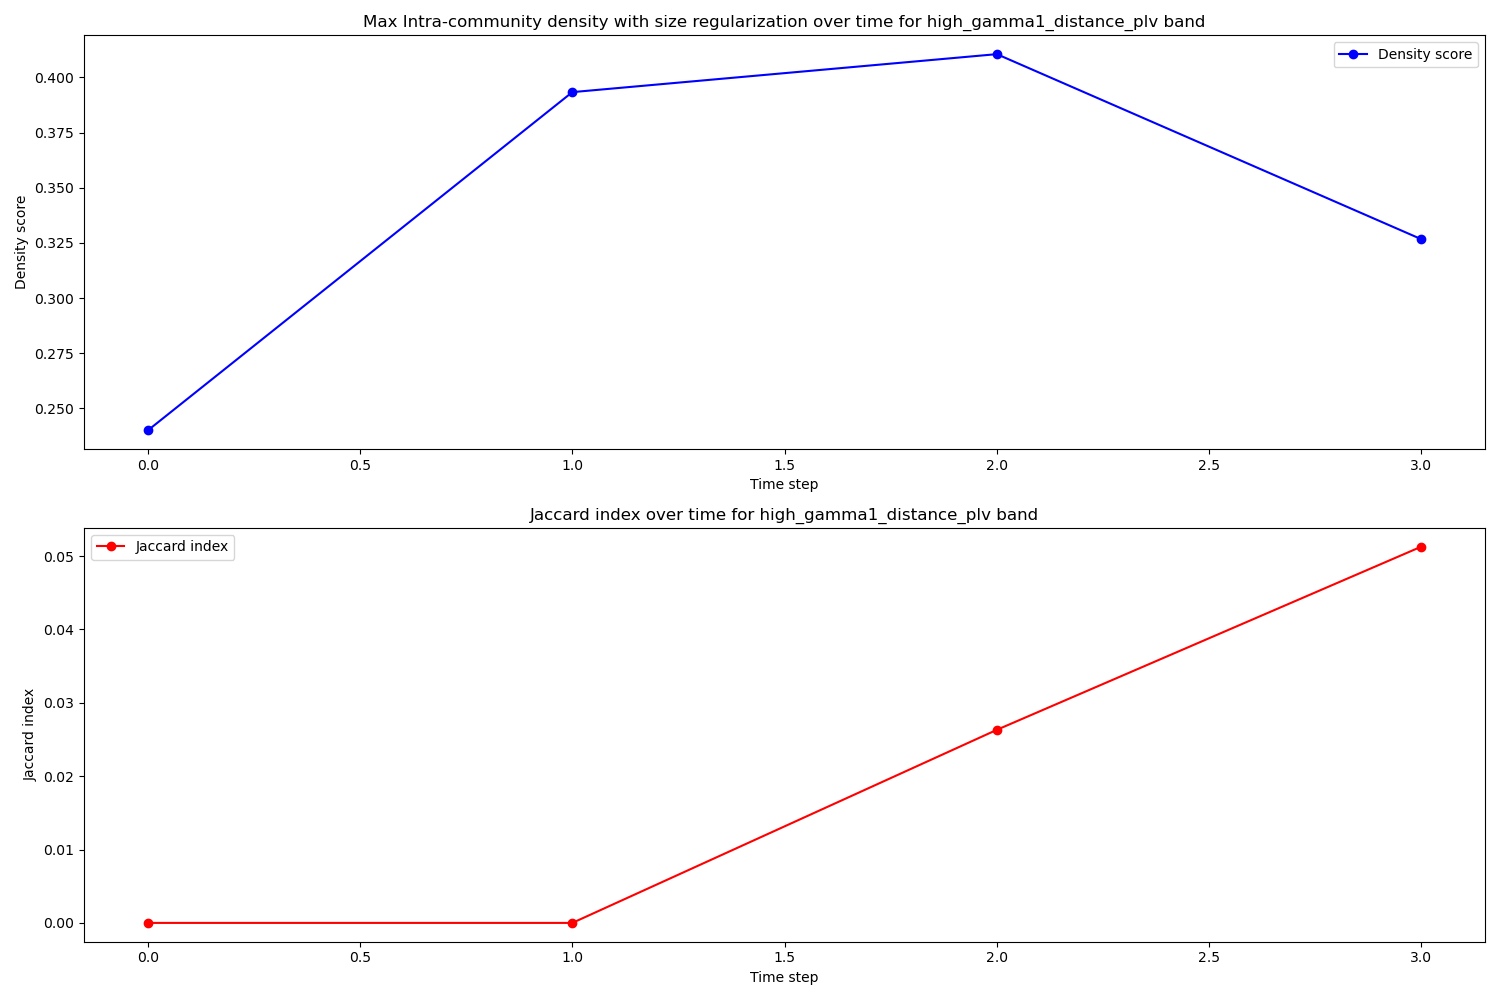 Max Intra-community density with size regularization over time for high_gamma1_distance_plv band
Density score
0.400
0.375
0.350
0.325
0.300
0.275
0.250
Density score
0.0 0.5 1.0 1.5 2.0 2.5 3.0
Time step
Jaccard index over time for high_gamma1_distance_plv band
Jaccard index
0.05
0.04
0.03
0.02
0.01
0.00
Jaccard index
0.0 0.5 1.0 1.5 2.0 2.5 3.0
Time step